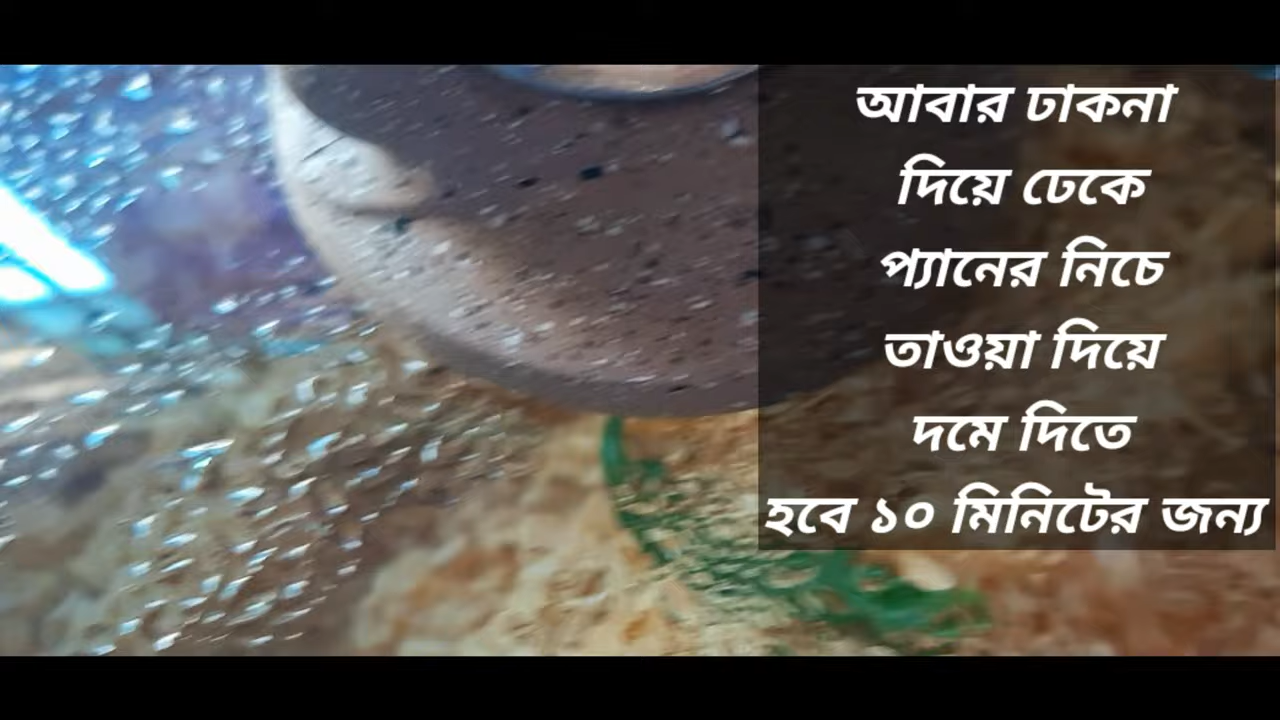 আবার ঢাকনা
দিয়ে ঢেকে
প্যানের নিচে
তাওয়া দিয়ে
দমে দিতে
হবে ১০ মিনিটের জন্য